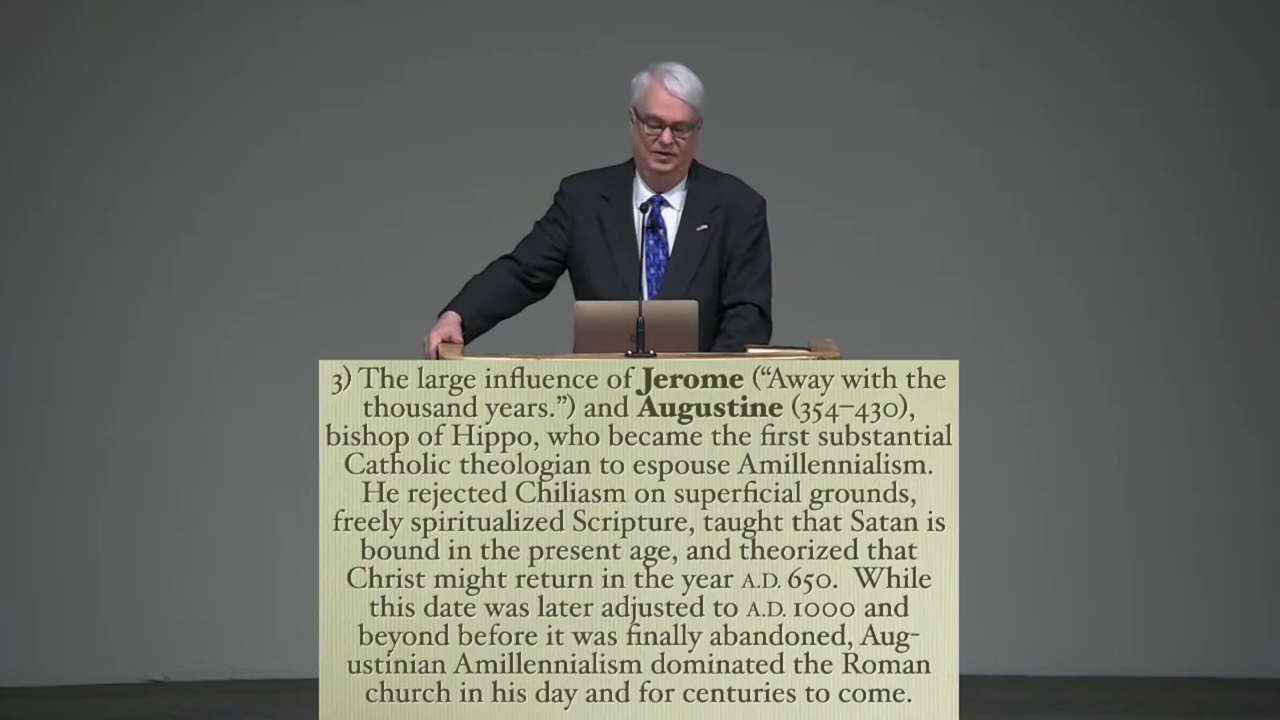 3) The large influence of Jerome (“Away with the
thousand years.”) and Augustine (354–430),
bishop of Hippo, who became the first substantial
Catholic theologian to espouse Amillennialism.
He rejected Chiliasm on superficial grounds,
freely spiritualized Scripture, taught that Satan is
bound in the present age, and theorized that
Christ might return in the year A.D. 650. While
this date was later adjusted to A.D. 1000 and
beyond before it was finally abandoned, Aug-
ustinian Amillennialism dominated the Roman
church in his day and for centuries to come.